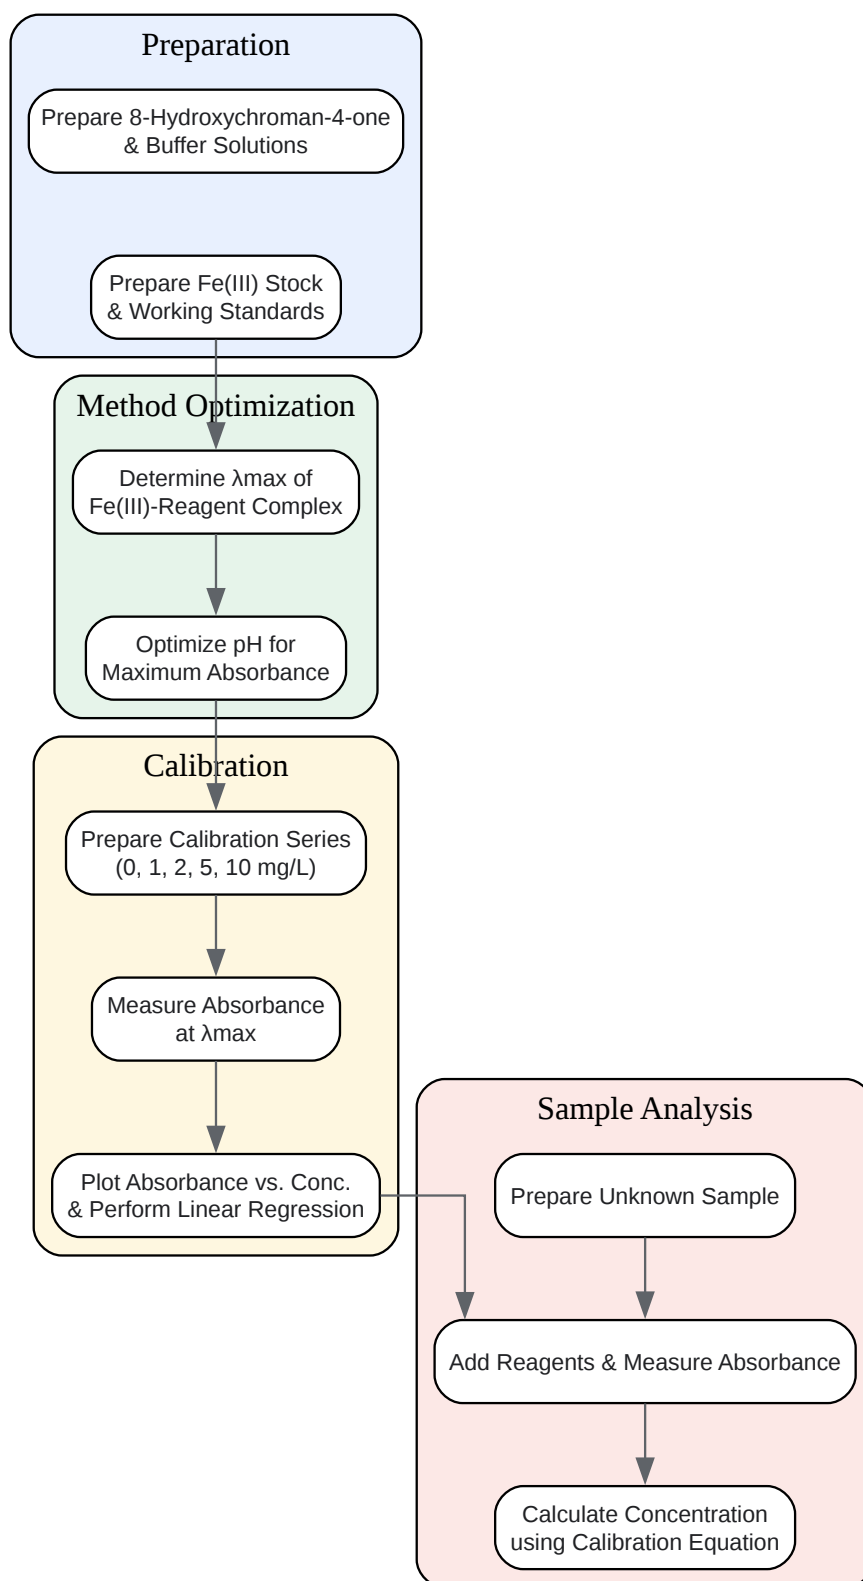 Preparation
Prepare 8-Hydroxychroman-4-one
& Buffer Solutions
Prepare Fe(III) Stock
& Working Standards
Method Optimization
Determine λmax of
Fe(III)-Reagent Complex
Optimize pH for
Maximum Absorbance
Calibration
Prepare Calibration Series
(0, 1, 2, 5, 10 mg/L)
Measure Absorbance
at λmax
Plot Absorbance vs. Conc.
& Perform Linear Regression
Sample Analysis
Prepare Unknown Sample
Add Reagents & Measure Absorbance
Calculate Concentration
using Calibration Equation